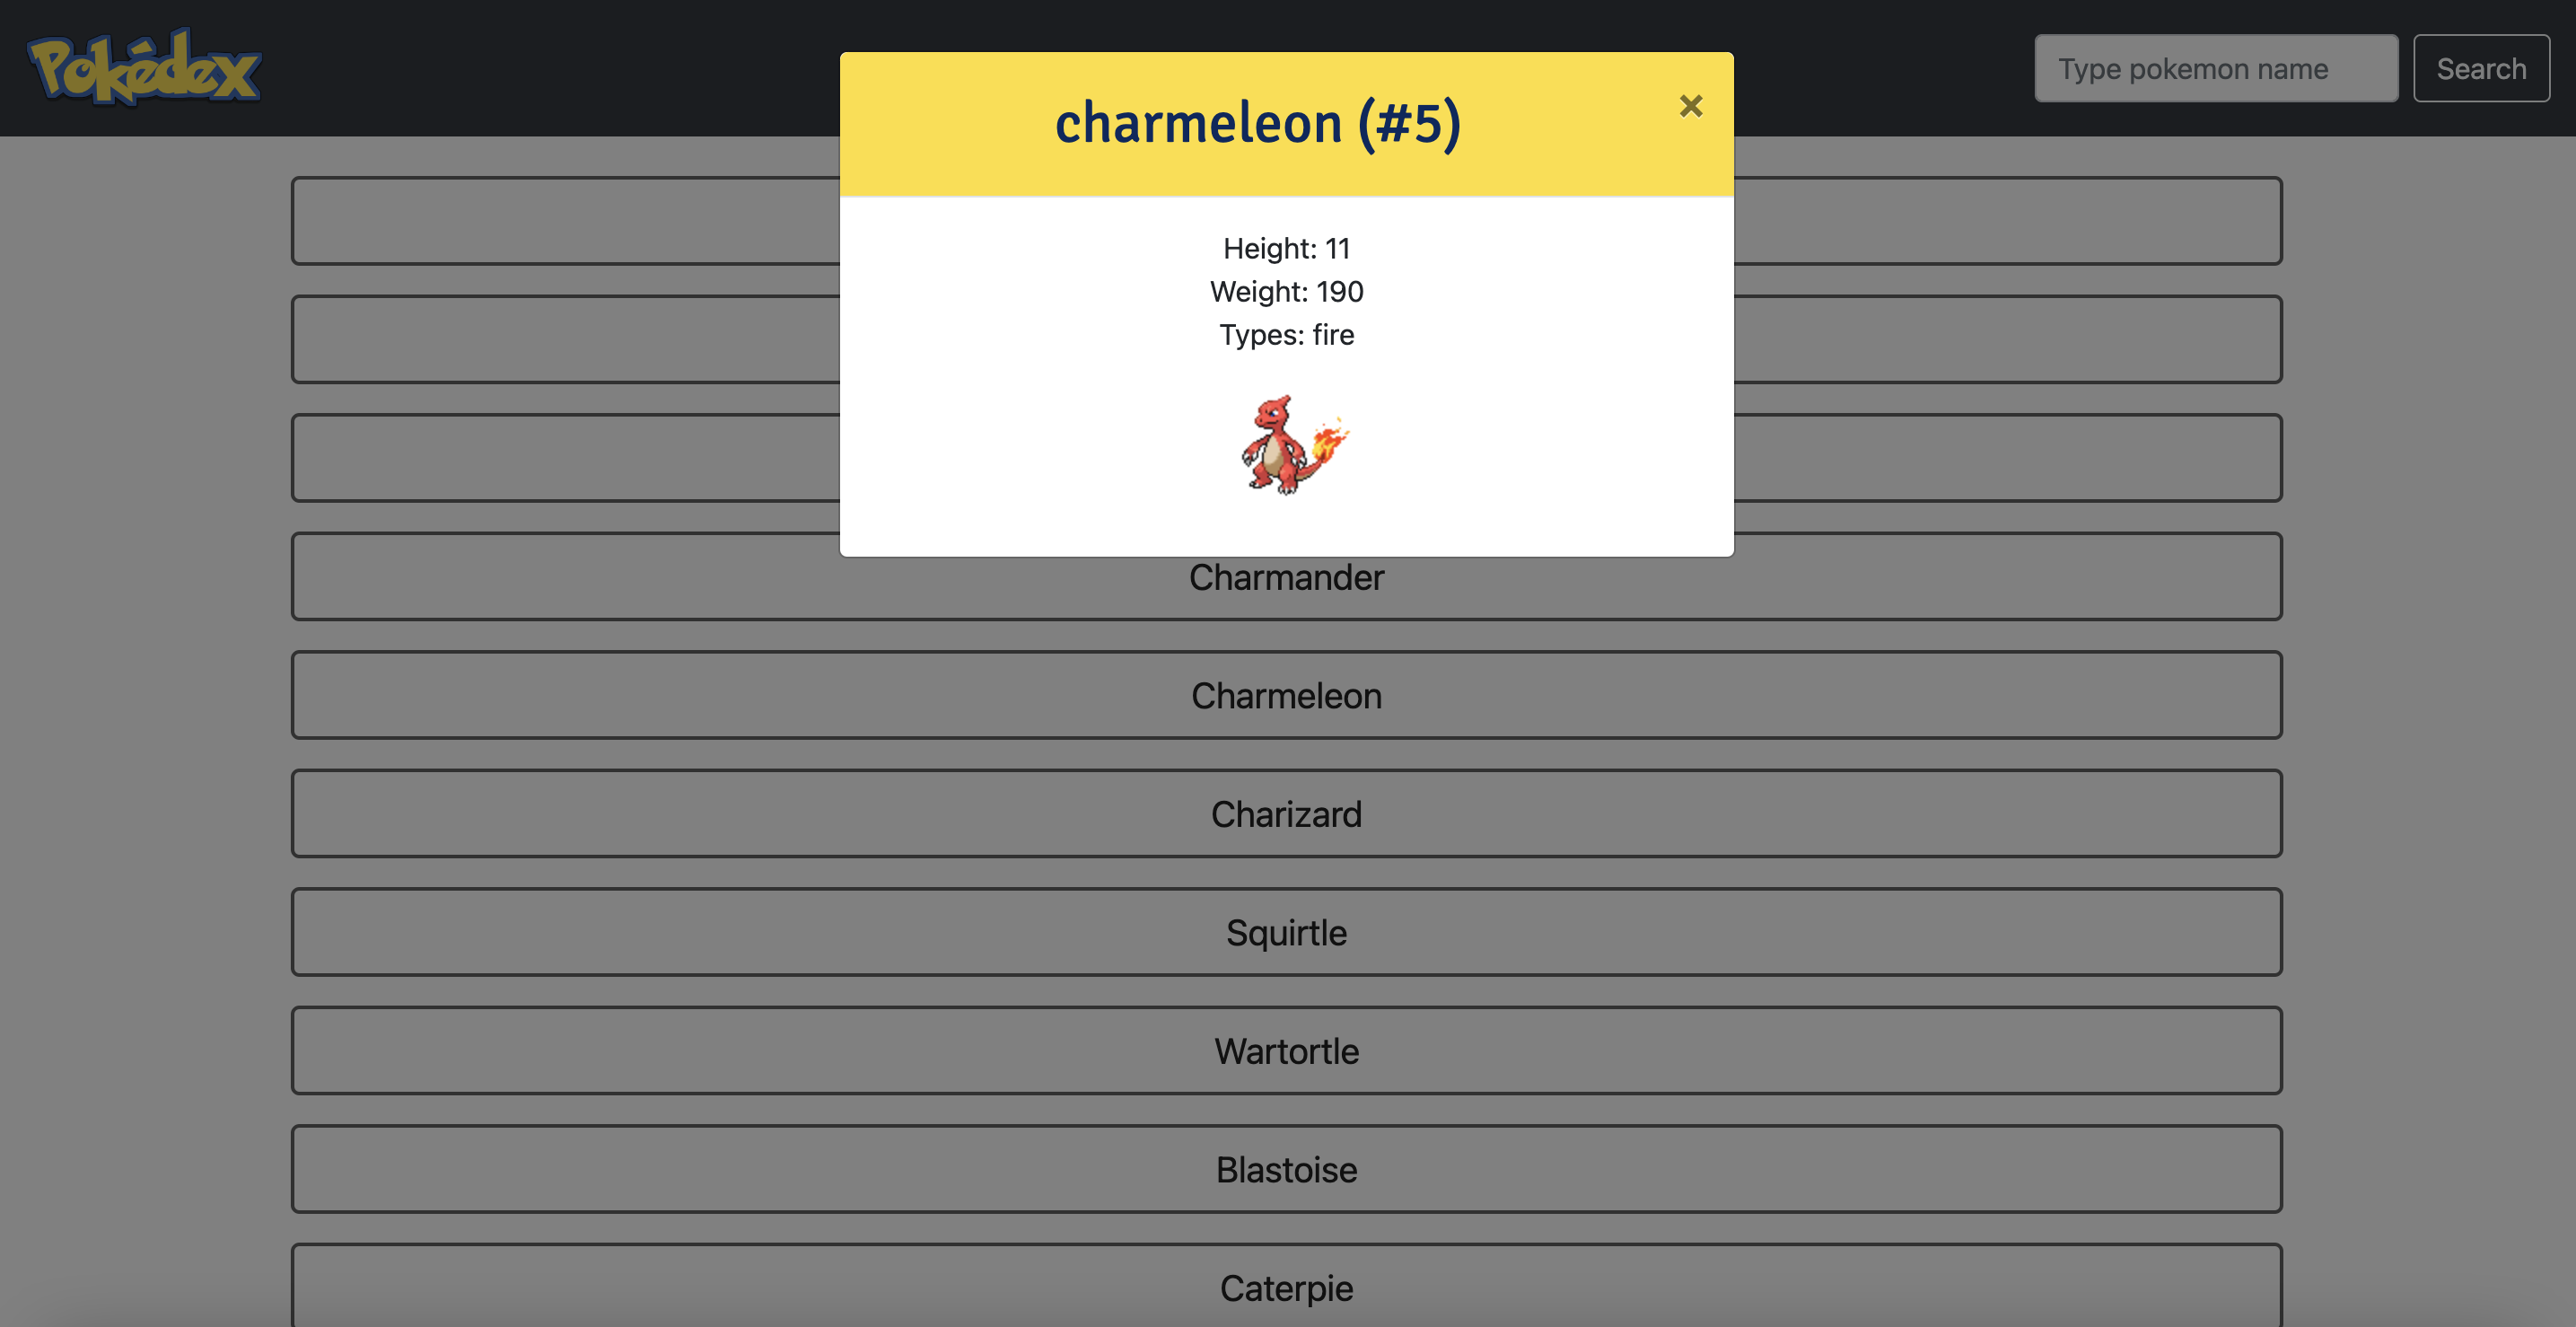 Pokédex
Type pokemon name
Search
charmeleon (#5)
×
Height: 11
Weight: 190
Types: fire
Charmander
Charmeleon
Charizard
Squirtle
Wartortle
Blastoise
Caterpie